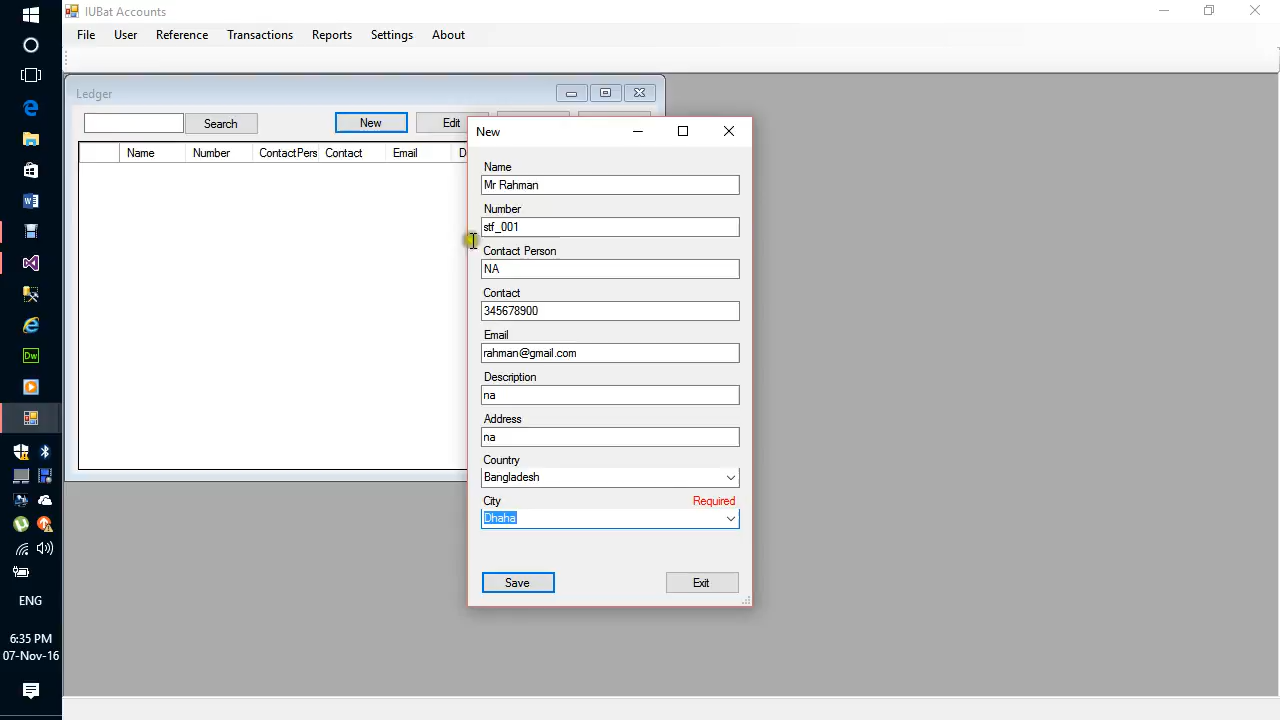 IUBat Accounts
File User Reference Transactions Reports Settings About
Ledger
Search New Edit
Name Number ContactPers Contact Email D
New
Name
Mr Rahman
Number
stf_001
Contact Person
NA
Contact
345678900
Email
rahman@gmail.com
Description
na
Address
na
Country
Bangladesh
City Required
Dhaha
Save Exit
Dw
ENG
6:35 PM
07-Nov-16